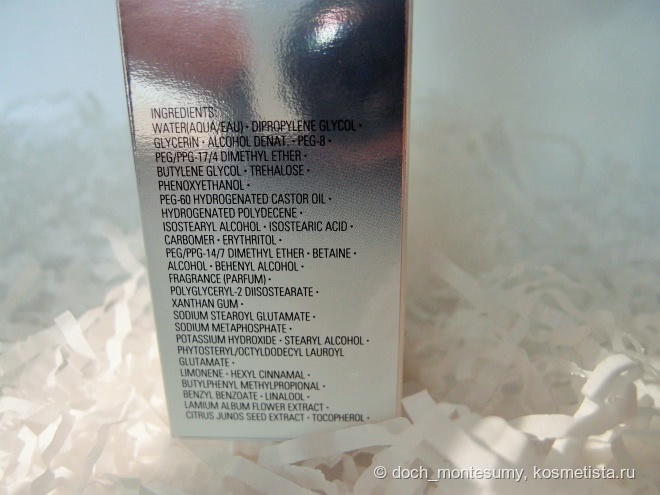 INGREDIENTS:
WATER(AQUA/EAU)・DIPROPYLENE GLYCOL・
GLYCERIN・ALCOHOL DENAT.・PEG-8・
PEG/PPG-17/4 DIMETHYL ETHER・
BUTYLENE GLYCOL・TREHALOSE・
PHENOXYETHANOL・
PEG-60 HYDROGENATED CASTOR OIL・
HYDROGENATED POLYDECENE・
ISOSTEARYL ALCOHOL・ISOSTEARIC ACID・
CARBOMER・ERYTHRITOL・
PEG/PPG-14/7 DIMETHYL ETHER・BETAINE・
ALCOHOL・BEHENYL ALCOHOL・
FRAGRANCE (PARFUM)・
POLYGLYCERYL-2 DIISOSTEARATE・
XANTHAN GUM・
SODIUM STEAROYL GLUTAMATE・
SODIUM METAPHOSPHATE・
POTASSIUM HYDROXIDE・STEARYL ALCOHOL・
PHYTOSTERYL/OCTYLDODECYL LAUROYL
GLUTAMATE・
LIMONENE・HEXYL CINNAMAL・
BUTYLPHENYL METHYLPROPIONAL・
BENZYL BENZOATE・LINALOOL・
LAMIUM ALBUM FLOWER EXTRACT・
CITRUS JUNOS SEED EXTRACT・TOCOPHEROL・
© doch_montesumy, kosmetista.ru